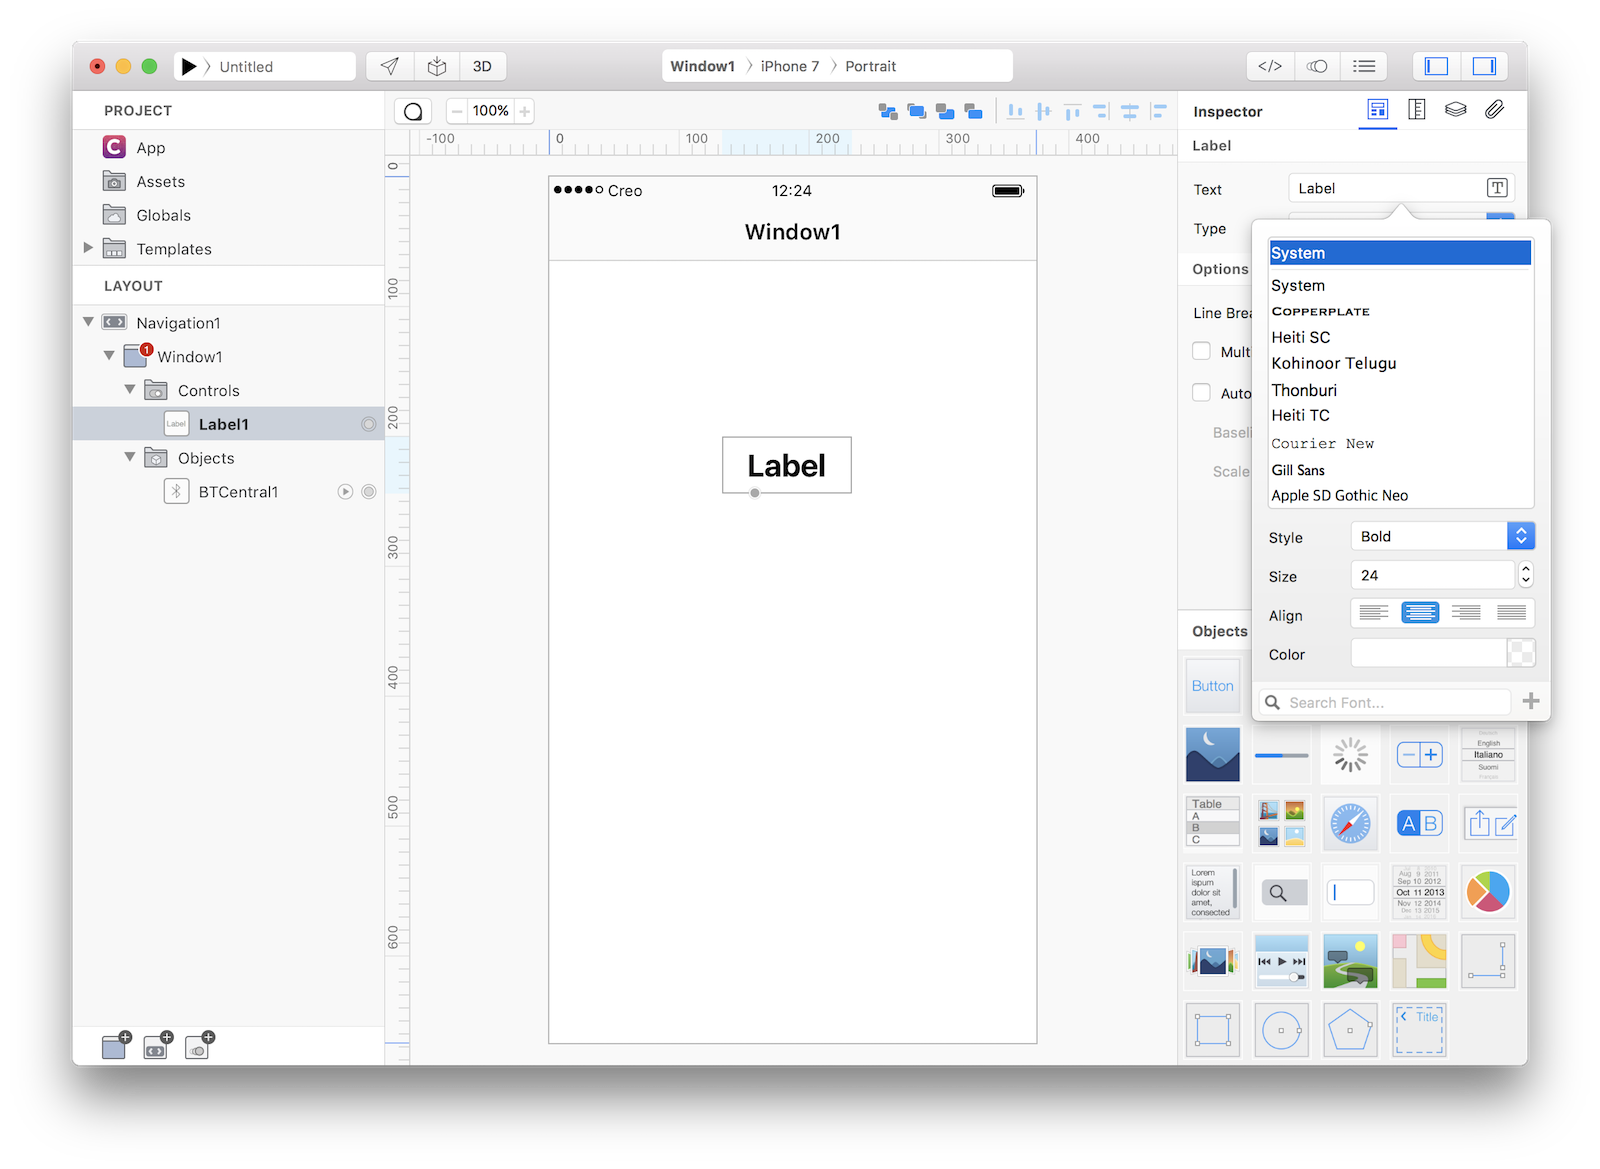 Untitled
3D
Window1 iPhone 7 Portrait
</>
PROJECT
App
Assets
Globals
Templates
LAYOUT
Navigation1
1
Window1
Controls
Label
Label1
Objects
BTCentral1
100%
-100 0 100 200 300 400
0
100
200
300
400
500
600
Creo 12:24
Window1
Label
Inspector
Label
Text Label T
Type
Options
Line Brea
Mult
Auto
Baseli
Scale
System
System
COPPERPLATE
Heiti SC
Kohinoor Telugu
Thonburi
Heiti TC
Courier New
Gill Sans
Apple SD Gothic Neo
Style Bold
Size 24
Align
Color
Search Font...
Objects
Button
English
Italiano
Suomi
Table
A
B
C
A B
Lorem
ispum
dolor sit
amet,
consected
Aug 9 2011
Sep 10 2012
Oct 11 2013
Nov 12 2014
Dec 13 2015
Title